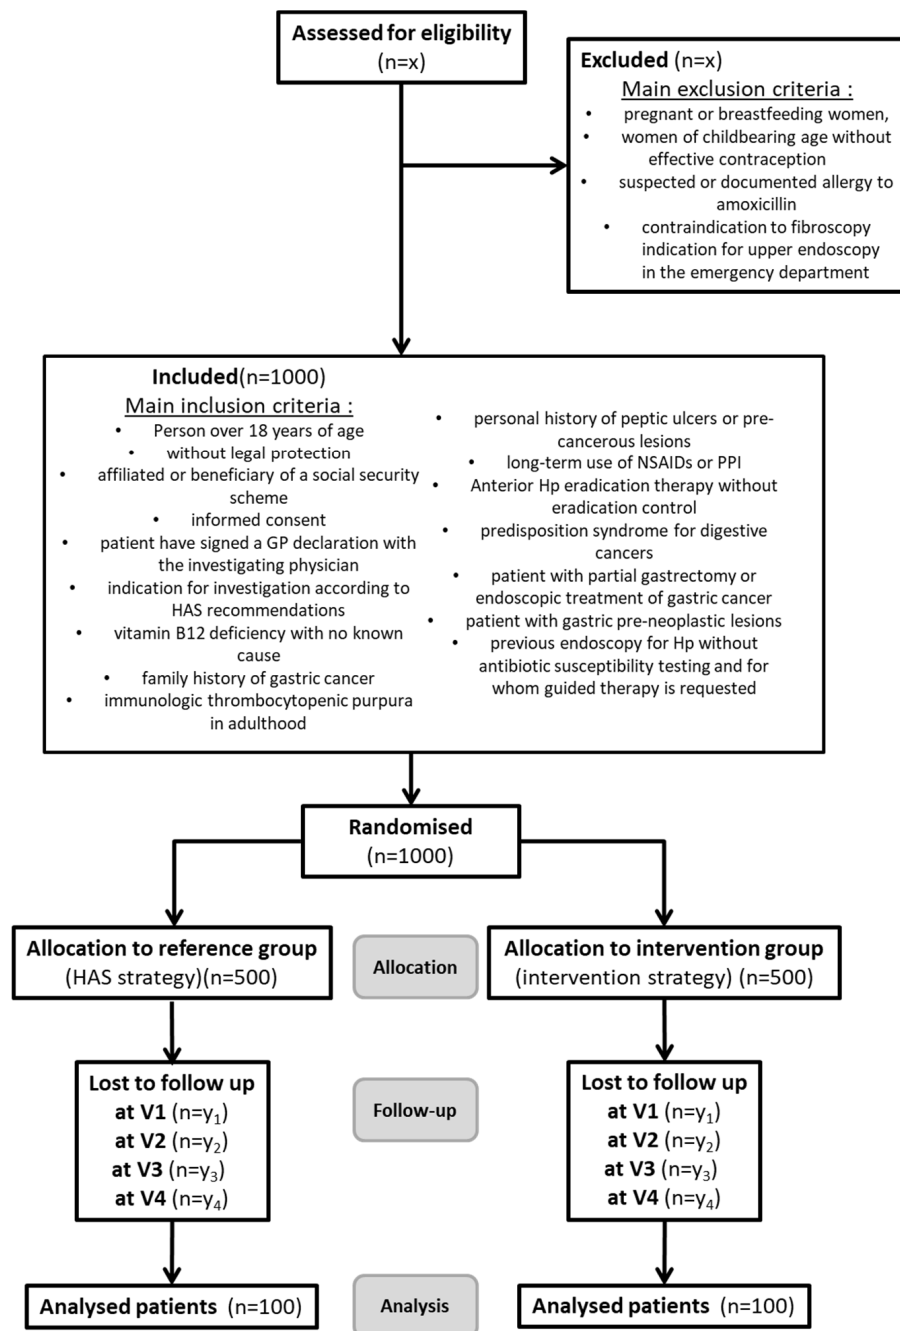 Assessed for eligibility
(n=x)
Excluded (n=x)
Main exclusion criteria :
• pregnant or breastfeeding women,
• women of childbearing age without
effective contraception
• suspected or documented allergy to
amoxicillin
• contraindication to fibroscopy
indication for upper endoscopy
in the emergency department
Included(n=1000)
Main inclusion criteria :
• Person over 18 years of age
• without legal protection
• affiliated or beneficiary of a social security
scheme
• informed consent
• patient have signed a GP declaration with
the investigating physician
• indication for investigation according to
HAS recommendations
• vitamin B12 deficiency with no known
cause
• family history of gastric cancer
• immunologic thrombocytopenic purpura
in adulthood
• personal history of peptic ulcers or pre-
cancerous lesions
• long-term use of NSAIDs or PPI
• Anterior Hp eradication therapy without
eradication control
• predisposition syndrome for digestive
cancers
• patient with partial gastrectomy or
endoscopic treatment of gastric cancer
• patient with gastric pre-neoplastic lesions
• previous endoscopy for Hp without
antibiotic susceptibility testing and for
whom guided therapy is requested
Randomised
(n=1000)
Allocation to reference group
(HAS strategy)(n=500)
Allocation
Allocation to intervention group
(intervention strategy) (n=500)
Lost to follow up
at V1 (n=y₁)
at V2 (n=y₂)
at V3 (n=y₃)
at V4 (n=y₄)
Follow-up
Lost to follow up
at V1 (n=y₁)
at V2 (n=y₂)
at V3 (n=y₃)
at V4 (n=y₄)
Analysed patients (n=100)
Analysis
Analysed patients (n=100)